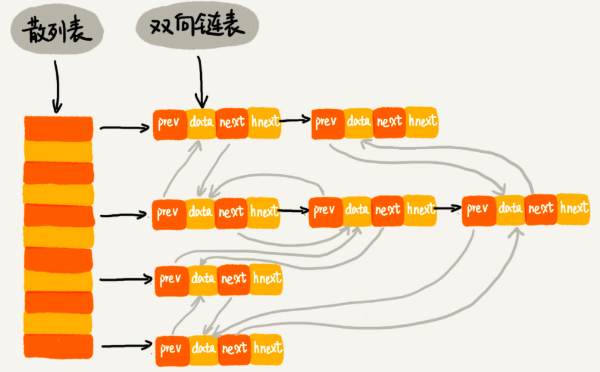 散列表 双向链表
prev data next hnext prev data next hnext
prev data next hnext prev data next hnext prev data next hnext
prev data next hnext
prev data next hnext